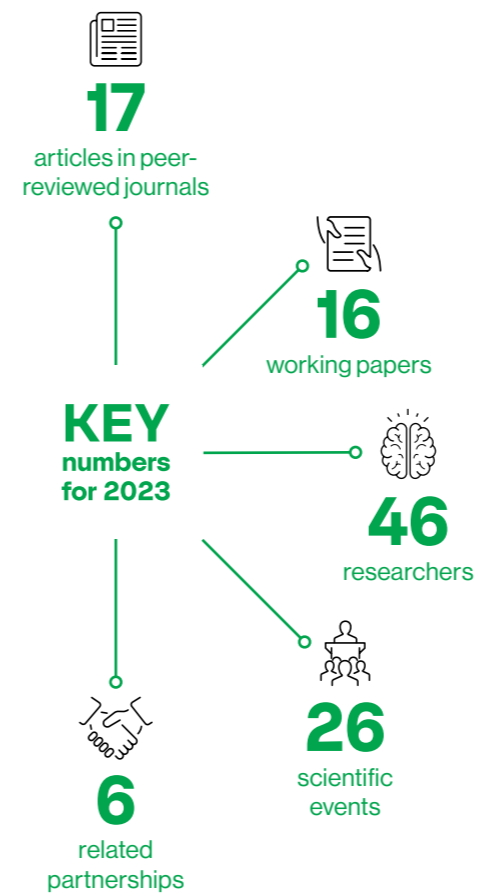 17
articles in peer-
reviewed journals
16
working papers
KEY
numbers
for 2023
46
researchers
26
scientific
events
6
related
partnerships